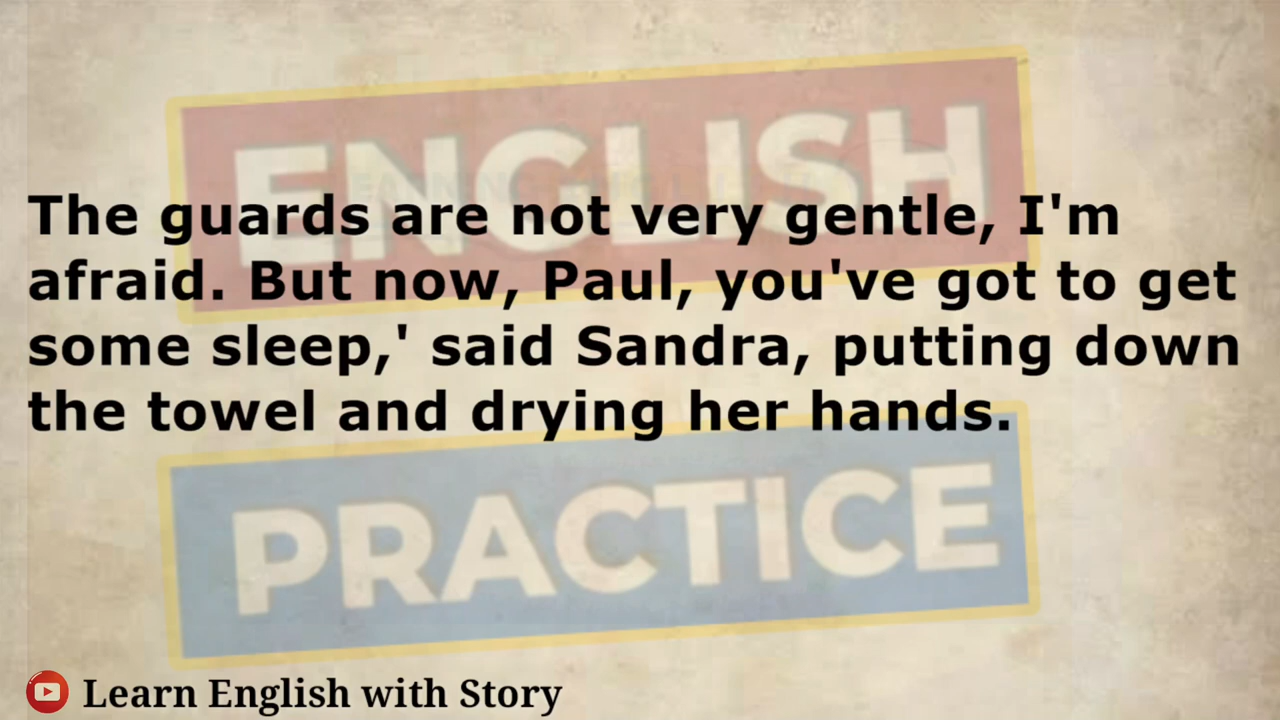 ENGLISH
The guards are not very gentle, I'm
afraid. But now, Paul, you've got to get
some sleep,' said Sandra, putting down
the towel and drying her hands.
PRACTICE
Learn English with Story